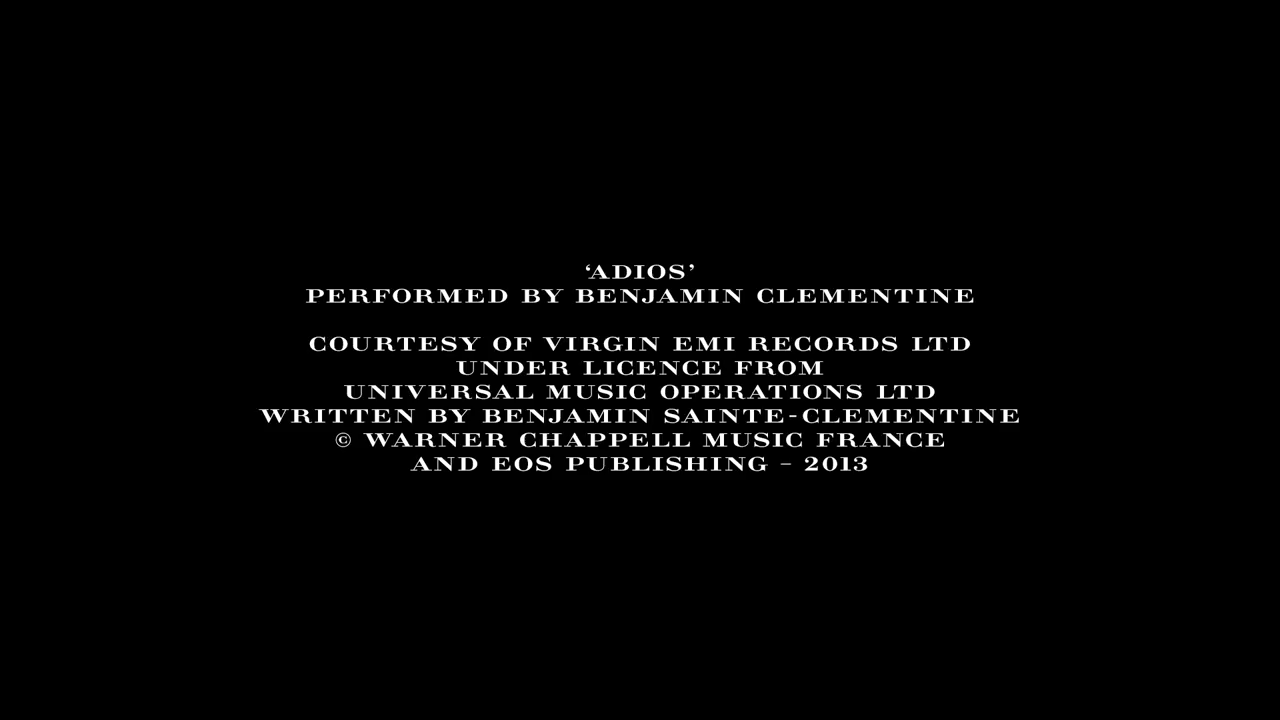 ‘ADIOS’
PERFORMED BY BENJAMIN CLEMENTINE
COURTESY OF VIRGIN EMI RECORDS LTD
UNDER LICENCE FROM
UNIVERSAL MUSIC OPERATIONS LTD
WRITTEN BY BENJAMIN SAINTE-CLEMENTINE
© WARNER CHAPPELL MUSIC FRANCE
AND EOS PUBLISHING – 2013